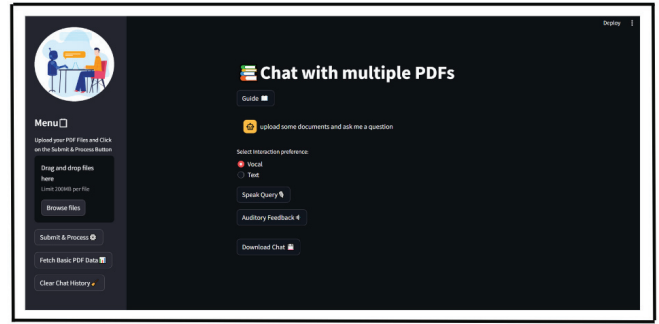 Deploy
Menu
Upload your PDF Files and Click
on the Submit & Process Button
Drag and drop files
here
Limit 200MB per file
Browse files
Submit & Process
Fetch Basic PDF Data
Clear Chat History
Chat with multiple PDFs
Guide
upload some documents and ask me a question
Select Interaction preference:
Vocal
Text
Speak Query
Auditory Feedback
Download Chat